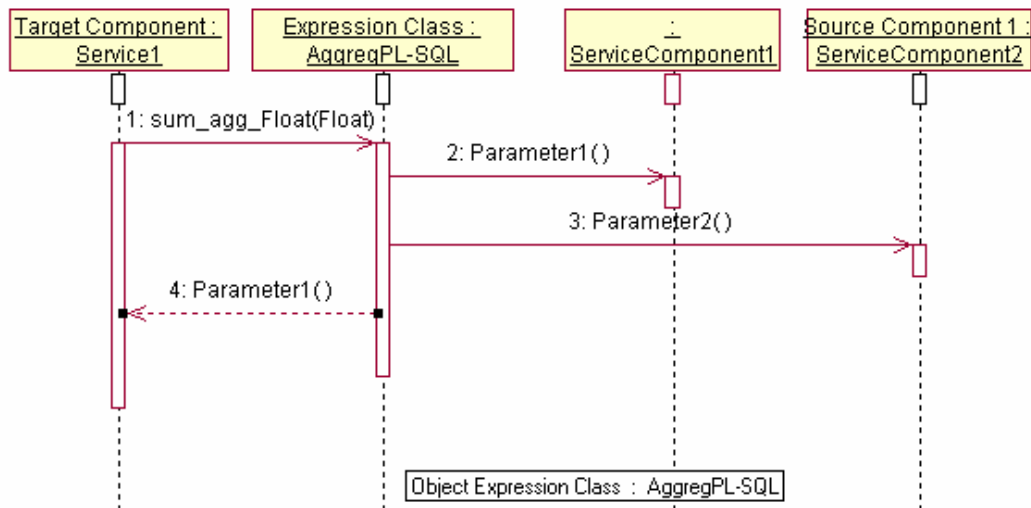 Target Component :
Service1
Expression Class :
AggregPL-SQL
:
ServiceComponent1
Source Component 1 :
ServiceComponent2
1: sum_agg_Float(Float)
2: Parameter1( )
3: Parameter2( )
4: Parameter1( )
Object Expression Class : AggregPL-SQL